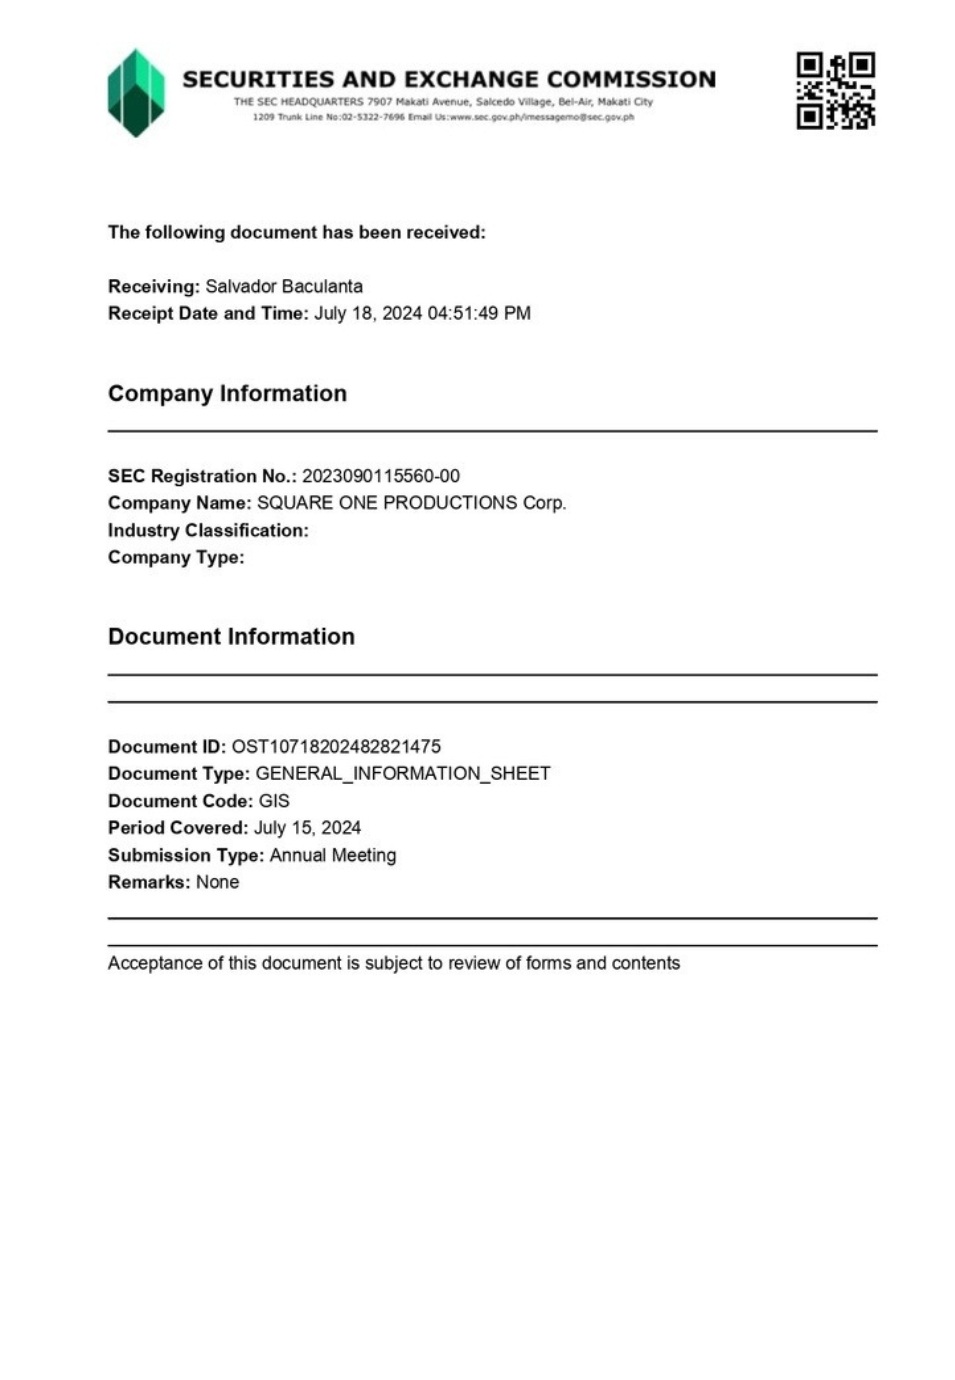 SECURITIES AND EXCHANGE COMMISSION
THE SEC HEADQUARTERS 7907 Makati Avenue, Salcedo Village, Bel-Air, Makati City
1209 Trunk Line No:02-5322-7696 Email Us:www.sec.gov.ph/imessagemo@sec.gov.ph
The following document has been received:
Receiving: Salvador Baculanta
Receipt Date and Time: July 18, 2024 04:51:49 PM
Company Information
SEC Registration No.: 2023090115560-00
Company Name: SQUARE ONE PRODUCTIONS Corp.
Industry Classification:
Company Type:
Document Information
Document ID: OST10718202482821475
Document Type: GENERAL_INFORMATION_SHEET
Document Code: GIS
Period Covered: July 15, 2024
Submission Type: Annual Meeting
Remarks: None
Acceptance of this document is subject to review of forms and contents